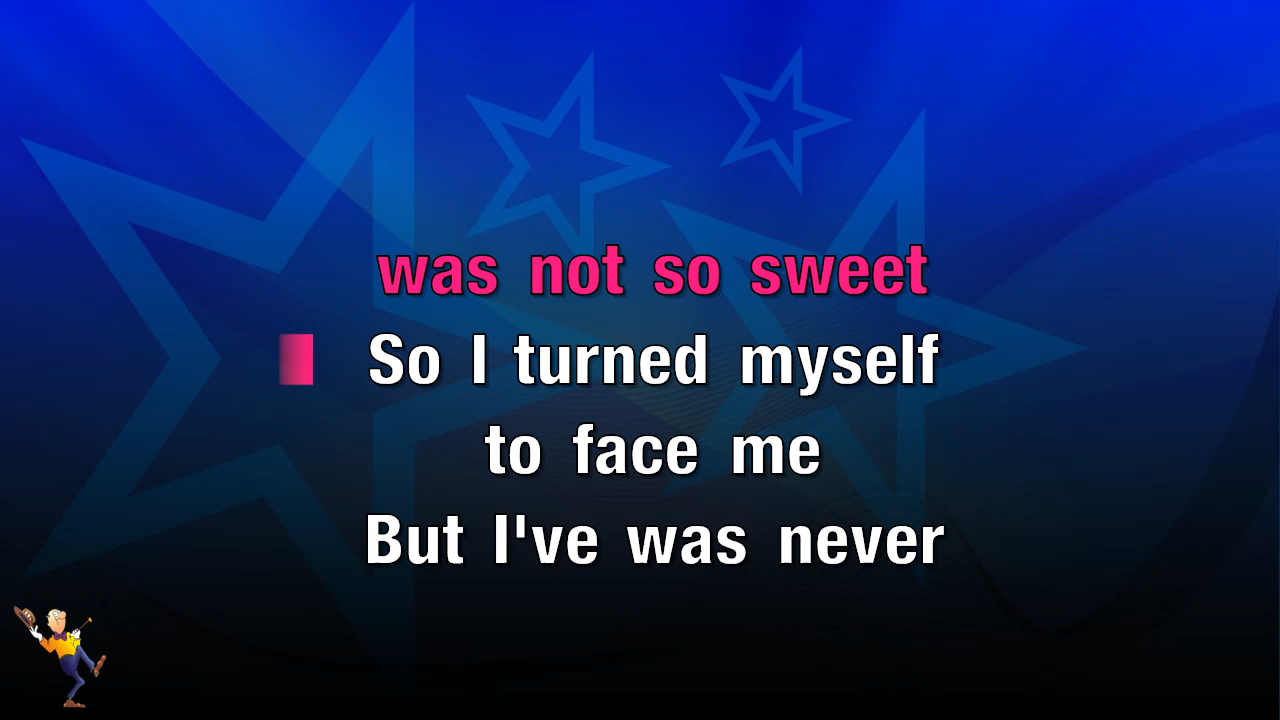 was not so sweet
So I turned myself
to face me
But I've was never